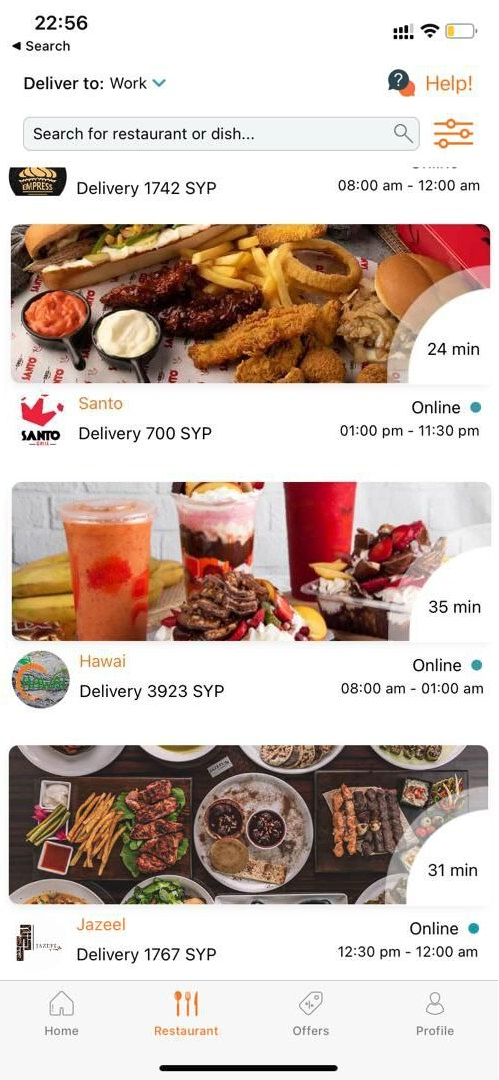 22:56
◀ Search
Deliver to: Work
?
Help!
Search for restaurant or dish...
EMPRESS
Delivery 1742 SYP
08:00 am - 12:00 am
SANTO
24 min
SANTO
GRILL
Santo
Online
Delivery 700 SYP
01:00 pm - 11:30 pm
35 min
Hawai
Online
Delivery 3923 SYP
08:00 am - 01:00 am
31 min
JAZEEL
Jazeel
Online
Delivery 1767 SYP
12:30 pm - 12:00 am
Home
Restaurant
Offers
Profile